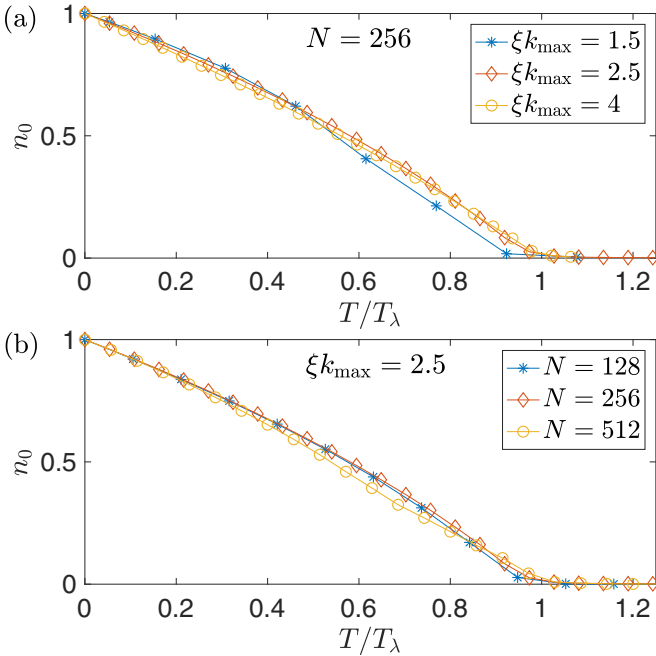 (a)
N = 256
ξk_max = 1.5
ξk_max = 2.5
ξk_max = 4
n_0
1
0.5
0
0 0.2 0.4 0.6 0.8 1 1.2
T/T_λ
(b)
ξk_max = 2.5
N = 128
N = 256
N = 512
n_0
1
0.5
0
0 0.2 0.4 0.6 0.8 1 1.2
T/T_λ